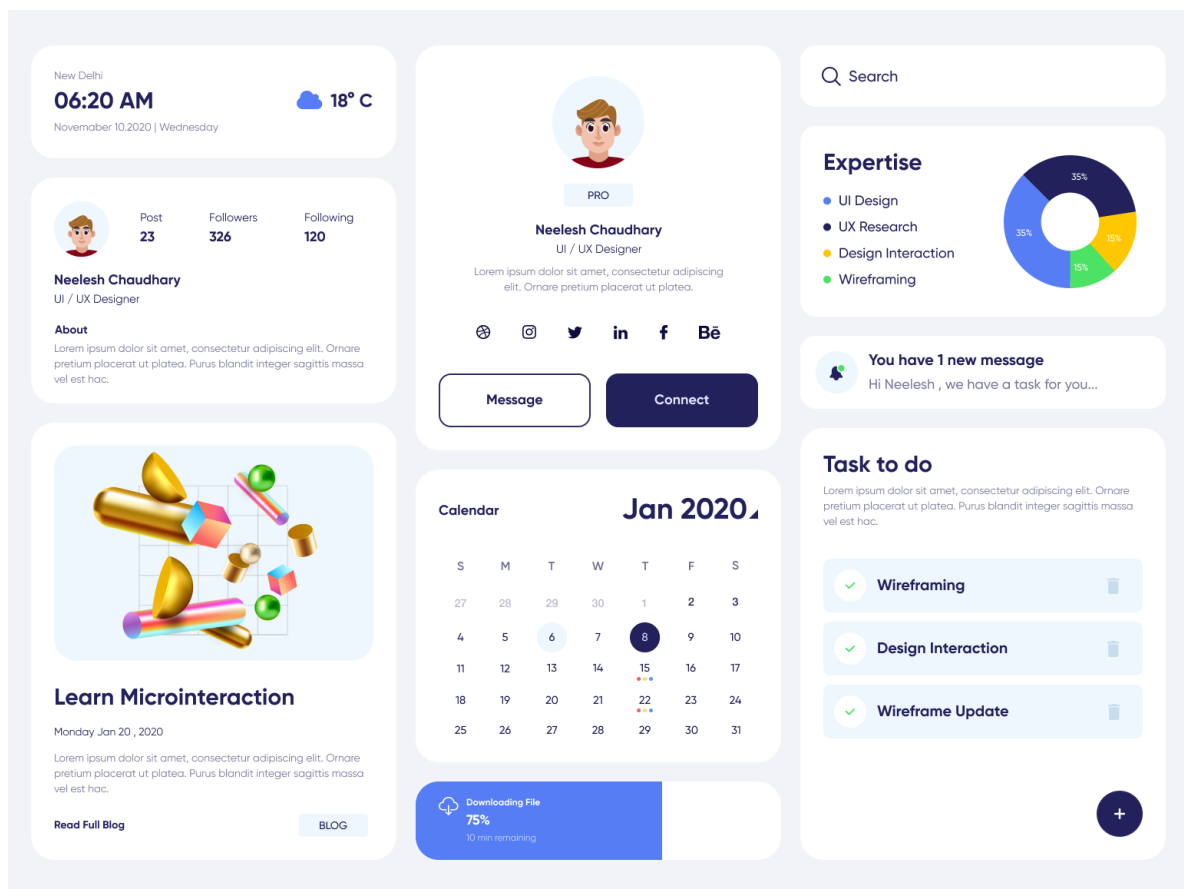 New Delhi
06:20 AM
18° C
Novemaber 10.2020 | Wednesday
Post
Followers
Following
23
326
120
Neelesh Chaudhary
UI / UX Designer
About
Lorem ipsum dolor sit amet, consectetur adipiscing elit. Ornare
pretium placerat ut platea. Purus blandit integer sagittis massa
vel est hac.
Learn Microinteraction
Monday Jan 20 , 2020
Lorem ipsum dolor sit amet, consectetur adipiscing elit. Ornare
pretium placerat ut platea. Purus blandit integer sagittis massa
vel est hac.
Read Full Blog
BLOG
PRO
Neelesh Chaudhary
UI / UX Designer
Lorem ipsum dolor sit amet, consectetur adipiscing
elit. Ornare pretium placerat ut platea.
in
f
Bē
Message
Connect
Calendar
Jan 2020
S M T W T F S
27 28 29 30 1 2 3
4 5 6 7 8 9 10
11 12 13 14 15 16 17
18 19 20 21 22 23 24
25 26 27 28 29 30 31
Downloading File
75%
10 min remaining
Search
Expertise
UI Design
UX Research
Design Interaction
Wireframing
35%
35%
15%
15%
You have 1 new message
Hi Neelesh , we have a task for you...
Task to do
Lorem ipsum dolor sit amet, consectetur adipiscing elit. Ornare
pretium placerat ut platea. Purus blandit integer sagittis massa
vel est hac.
Wireframing
Design Interaction
Wireframe Update
+